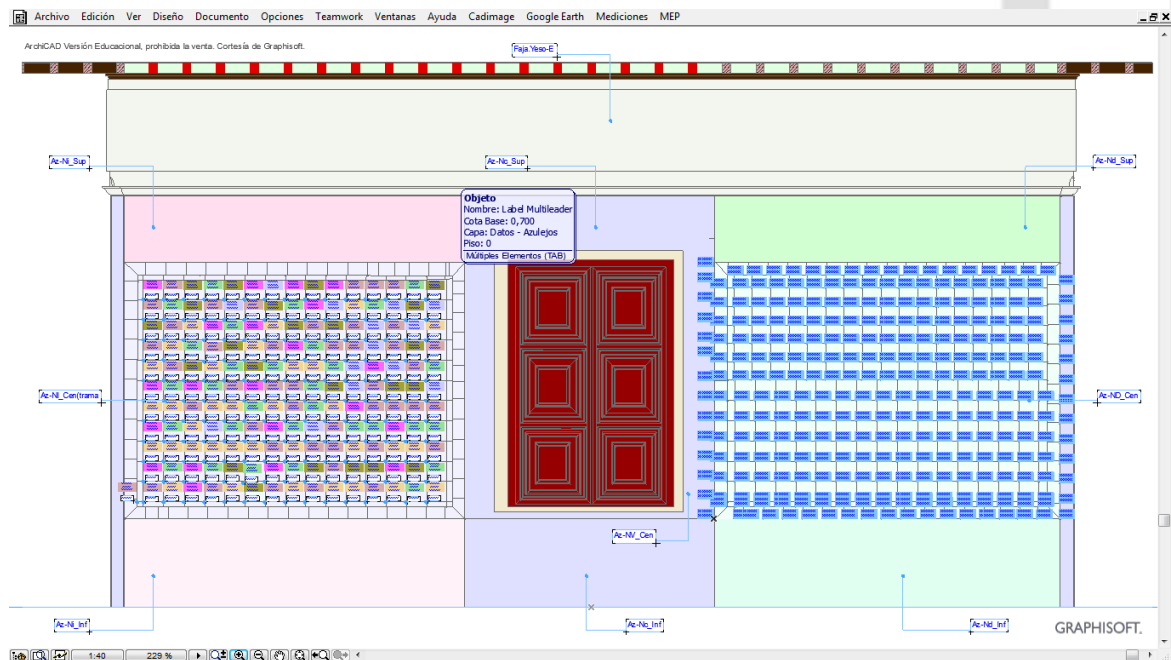 Archivo Edición Ver Diseño Documento Opciones Teamwork Ventanas Ayuda Cadimage Google Earth Mediciones MEP
ArchiCAD Versión Educacional, prohibida la venta. Cortesía de Graphisoft.
Faja.Yeso-E
Az-Ni_Sup
Az-Nc_Sup
Az-Nd_Sup
Objeto
Nombre: Label Multileader
Cota Base: 0,700
Capa: Datos - Azulejos
Piso: 0
Múltiples Elementos (TAB)
Az-NI_Cen(trama
Az-ND_Cen
Az-NV_Cen
Az-Ni_Inf
Az-Nc_Inf
Az-Nd_Inf
GRAPHISOFT.
1:40
229 %